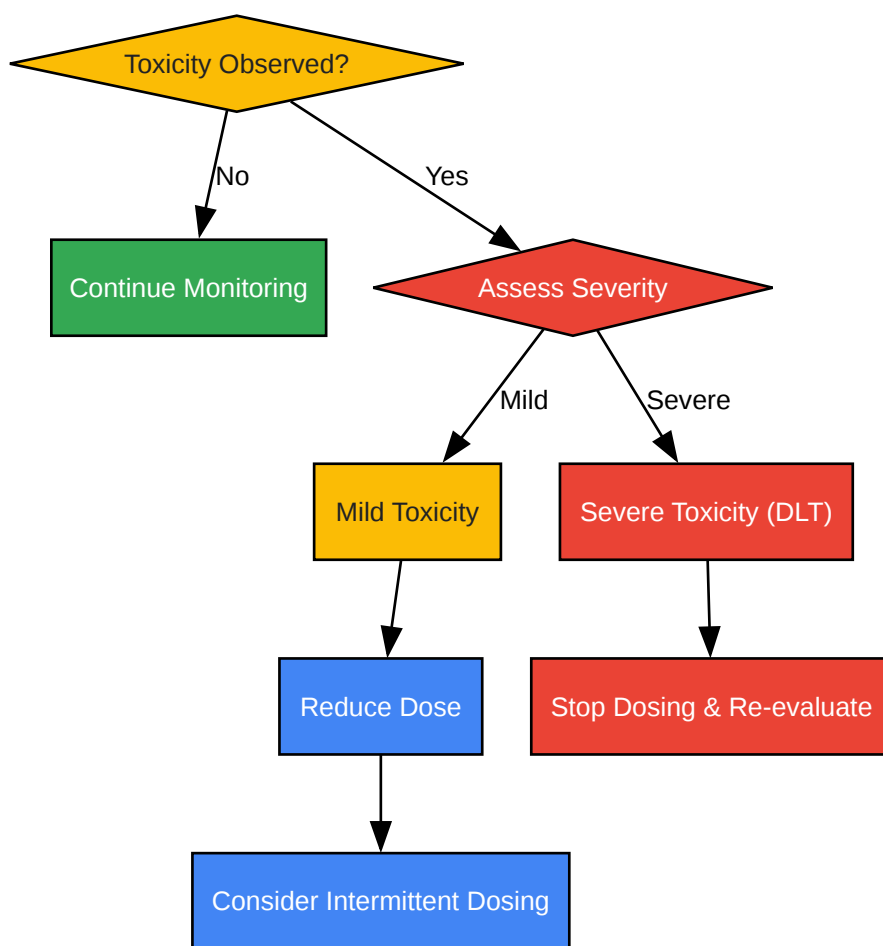 Toxicity Observed?
No
Yes
Continue Monitoring
Assess Severity
Mild
Severe
Mild Toxicity
Severe Toxicity (DLT)
Reduce Dose
Stop Dosing & Re-evaluate
Consider Intermittent Dosing